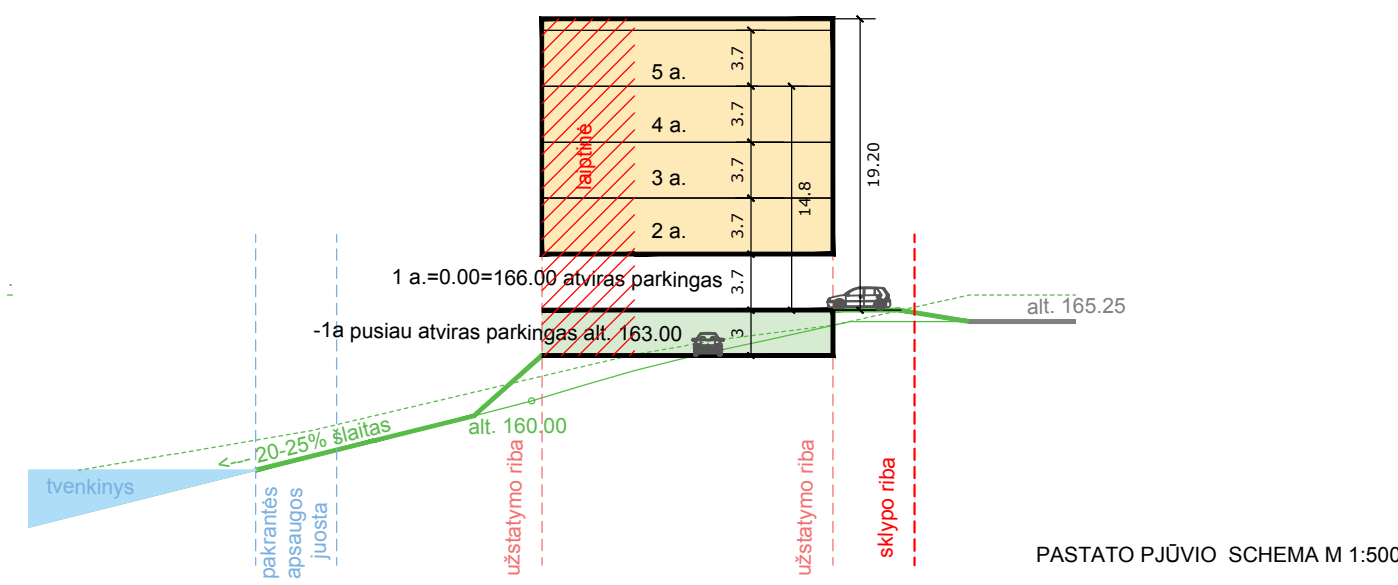 5 a.
3.7
4 a.
3.7
laiptinė
3 a.
3.7
14.8
19.20
2 a.
3.7
1 a.=0.00=166.00 atviras parkingas
3.7
-1a pusiau atviras parkingas alt. 163.00
3
alt. 165.25
alt. 160.00
<--- 20-25% šlaitas
tvenkinys
pakrantės
apsaugos
juosta
užstatymo riba
užstatymo riba
sklypo riba
PASTATO PJŪVIO SCHEMA M 1:500